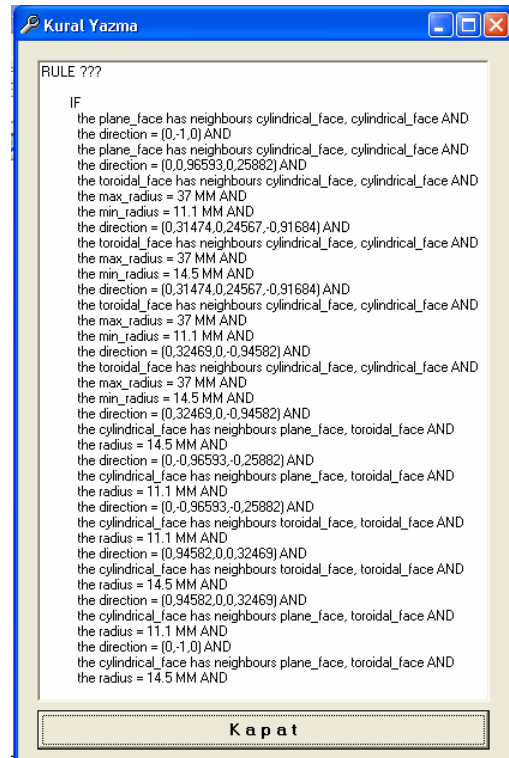 Kural Yazma
RULE ???
IF
the plane_face has neighbours cylindrical_face, cylindrical_face AND
the direction = (0,-1,0) AND
the plane_face has neighbours cylindrical_face, cylindrical_face AND
the direction = (0,0,96593,0,25882) AND
the toroidal_face has neighbours cylindrical_face, cylindrical_face AND
the max_radius = 37 MM AND
the min_radius = 11.1 MM AND
the direction = (0,31474,0,24567,-0,91684) AND
the toroidal_face has neighbours cylindrical_face, cylindrical_face AND
the max_radius = 37 MM AND
the min_radius = 14.5 MM AND
the direction = (0,31474,0,24567,-0,91684) AND
the toroidal_face has neighbours cylindrical_face, cylindrical_face AND
the max_radius = 37 MM AND
the min_radius = 11.1 MM AND
the direction = (0,32469,0,-0,94582) AND
the toroidal_face has neighbours cylindrical_face, cylindrical_face AND
the max_radius = 37 MM AND
the min_radius = 14.5 MM AND
the direction = (0,32469,0,-0,94582) AND
the cylindrical_face has neighbours plane_face, toroidal_face AND
the radius = 14.5 MM AND
the direction = (0,-0,96593,-0,25882) AND
the cylindrical_face has neighbours plane_face, toroidal_face AND
the radius = 11.1 MM AND
the direction = (0,-0,96593,-0,25882) AND
the cylindrical_face has neighbours toroidal_face, toroidal_face AND
the radius = 11.1 MM AND
the direction = (0,94582,0,0,32469) AND
the cylindrical_face has neighbours toroidal_face, toroidal_face AND
the radius = 14.5 MM AND
the direction = (0,94582,0,0,32469) AND
the cylindrical_face has neighbours plane_face, toroidal_face AND
the radius = 11.1 MM AND
the direction = (0,-1,0) AND
the cylindrical_face has neighbours plane_face, toroidal_face AND
the radius = 14.5 MM AND
Kapat